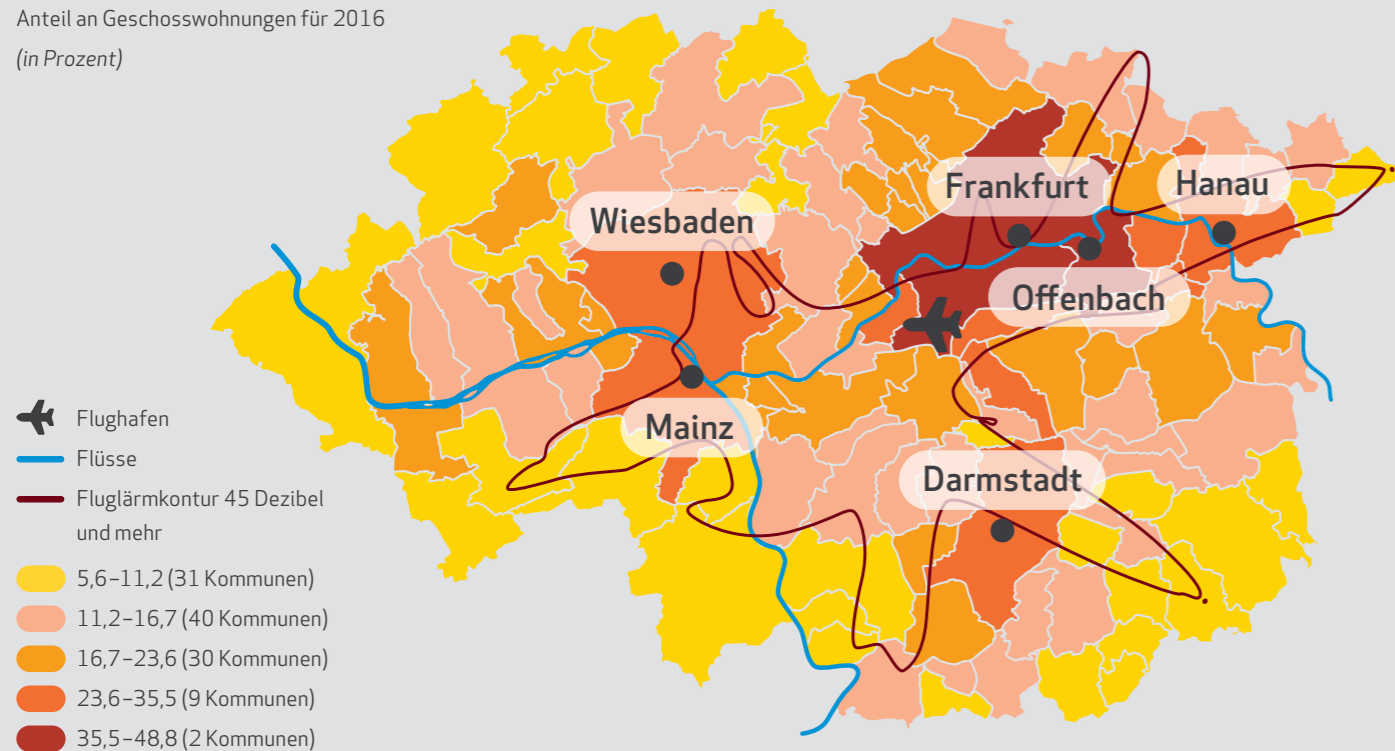 Anteil an Geschosswohnungen für 2016
(in Prozent)
Frankfurt
Hanau
Wiesbaden
Offenbach
Mainz
Darmstadt
Flughafen
Flüsse
Fluglärmkontur 45 Dezibel
und mehr
5,6–11,2 (31 Kommunen)
11,2–16,7 (40 Kommunen)
16,7–23,6 (30 Kommunen)
23,6–35,5 (9 Kommunen)
35,5–48,8 (2 Kommunen)